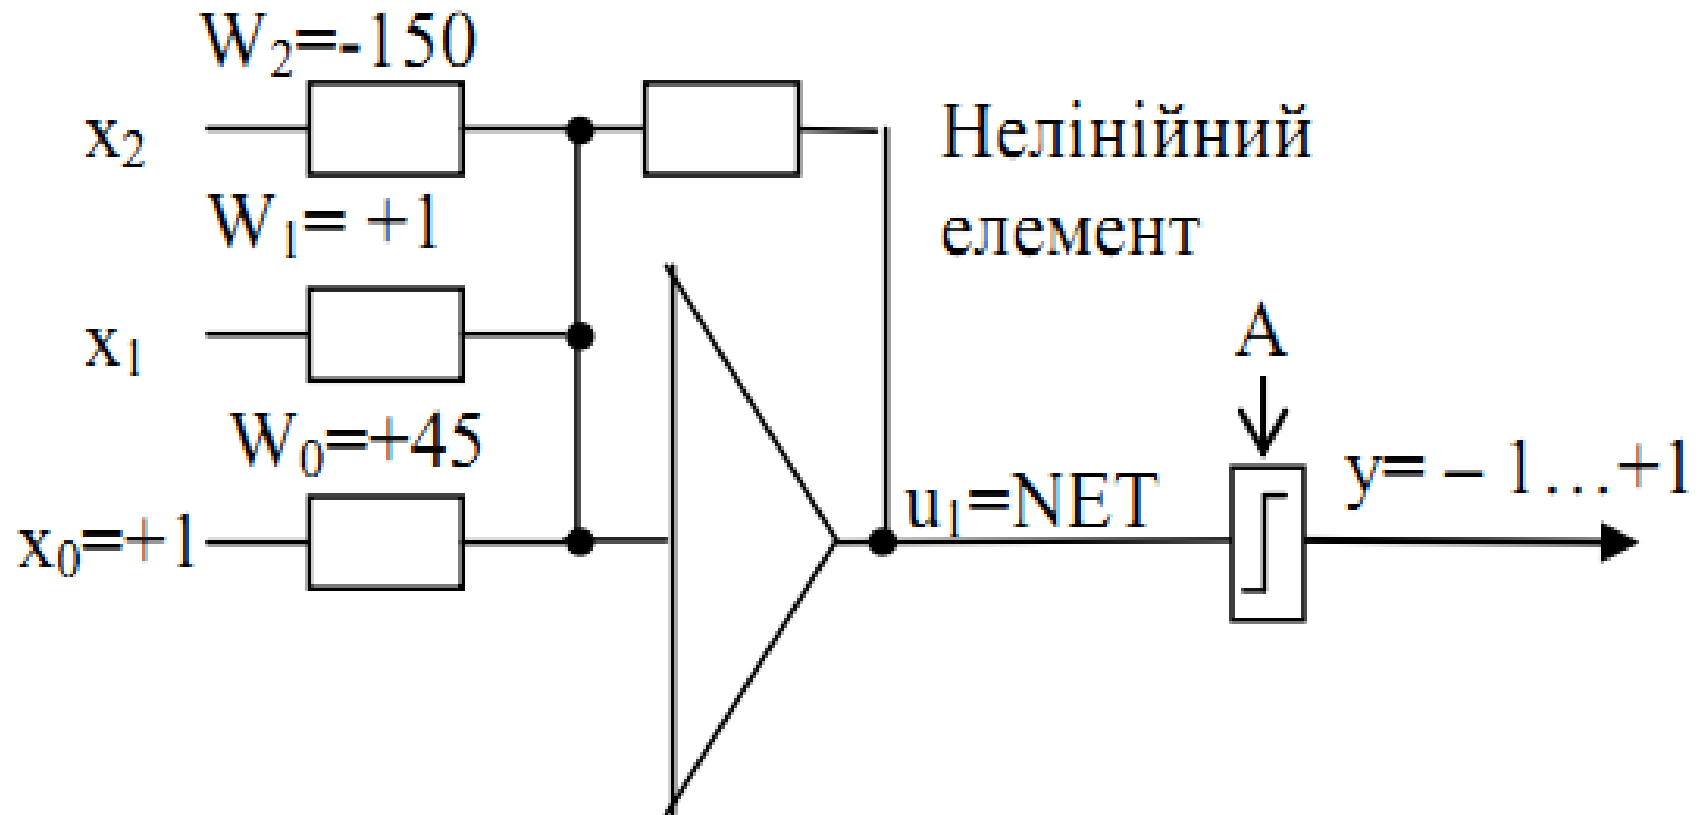 W₂=-150
x₂
Нелінійний
елемент
W₁= +1
x₁
A
W₀=+45
y= – 1...+1
x₀=+1
u₁=NET